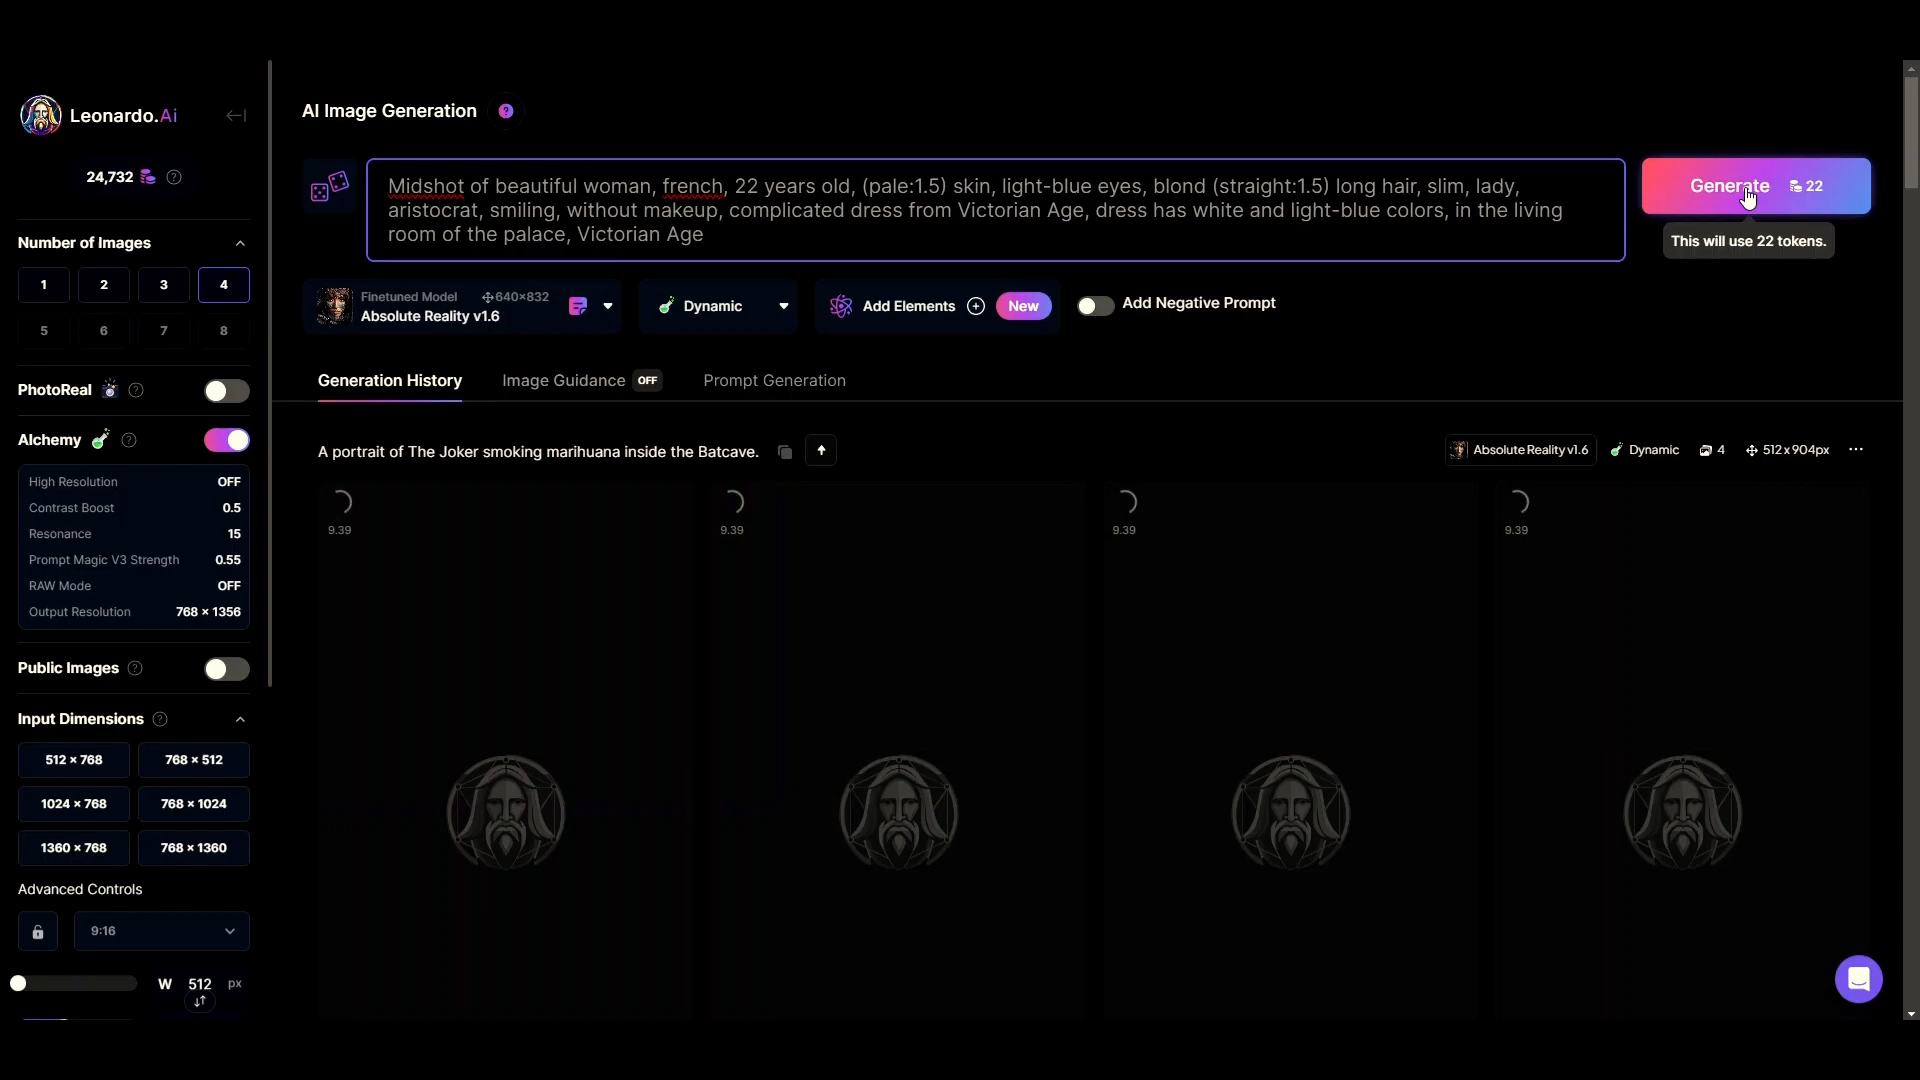 Leonardo.Ai
24,732
Number of Images
1 2 3 4
5 6 7 8
PhotoReal
Alchemy
High Resolution OFF
Contrast Boost 0.5
Resonance 15
Prompt Magic V3 Strength 0.55
RAW Mode OFF
Output Resolution 768 × 1356
Public Images
Input Dimensions
512 × 768 768 × 512
1024 × 768 768 × 1024
1360 × 768 768 × 1360
Advanced Controls
9:16
W 512 px
AI Image Generation ?
Midshot of beautiful woman, french, 22 years old, (pale:1.5) skin, light-blue eyes, blond (straight:1.5) long hair, slim, lady,
aristocrat, smiling, without makeup, complicated dress from Victorian Age, dress has white and light-blue colors, in the living
room of the palace, Victorian Age
Generate 22
This will use 22 tokens.
Finetuned Model 640×832
Absolute Reality v1.6
Dynamic
Add Elements New
Add Negative Prompt
Generation History Image Guidance OFF Prompt Generation
A portrait of The Joker smoking marihuana inside the Batcave.
Absolute Reality v1.6 Dynamic 4 512 x 904px ...
9.39 9.39 9.39 9.39